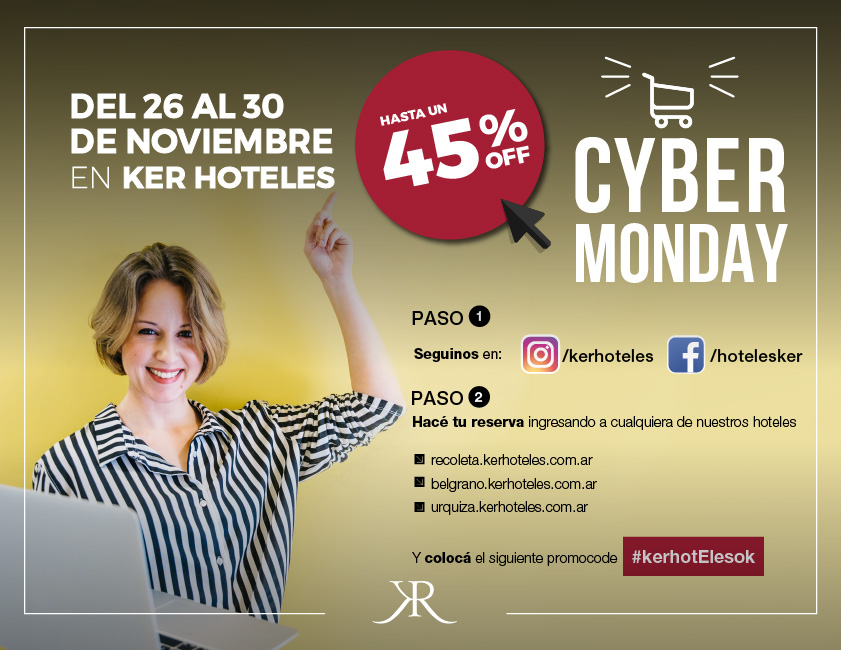 DEL 26 AL 30
DE NOVIEMBRE
EN KER HOTELES
HASTA UN
45%
OFF
CYBER
MONDAY
PASO 1
Seguinos en: /kerhoteles /hotelesker
PASO 2
Hacé tu reserva ingresando a cualquiera de nuestros hoteles
recoleta.kerhoteles.com.ar
belgrano.kerhoteles.com.ar
urquiza.kerhoteles.com.ar
Y colocá el siguiente promocode #kerhotElesok
KR